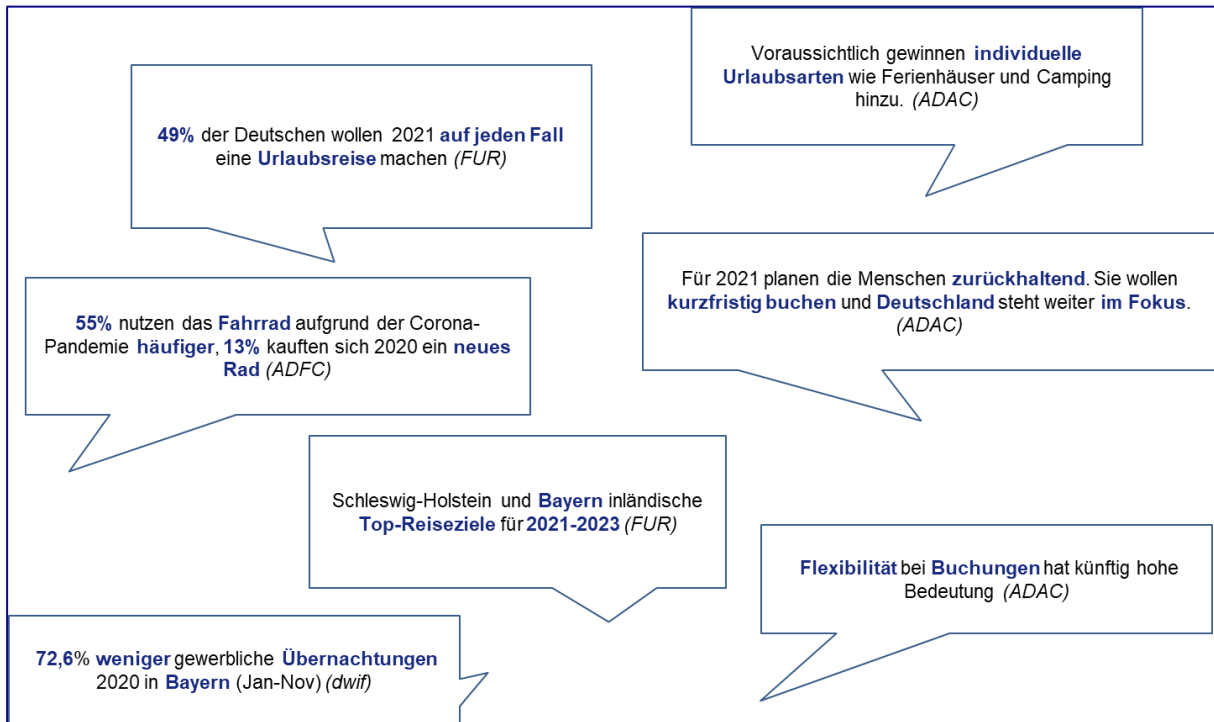 Voraussichtlich gewinnen individuelle
Urlaubsarten wie Ferienhäuser und Camping
hinzu. (ADAC)
49% der Deutschen wollen 2021 auf jeden Fall
eine Urlaubsreise machen (FUR)
Für 2021 planen die Menschen zurückhaltend. Sie wollen
kurzfristig buchen und Deutschland steht weiter im Fokus.
(ADAC)
55% nutzen das Fahrrad aufgrund der Corona-
Pandemie häufiger, 13% kauften sich 2020 ein neues
Rad (ADFC)
Schleswig-Holstein und Bayern inländische
Top-Reiseziele für 2021-2023 (FUR)
Flexibilität bei Buchungen hat künftig hohe
Bedeutung (ADAC)
72,6% weniger gewerbliche Übernachtungen
2020 in Bayern (Jan-Nov) (dwif)